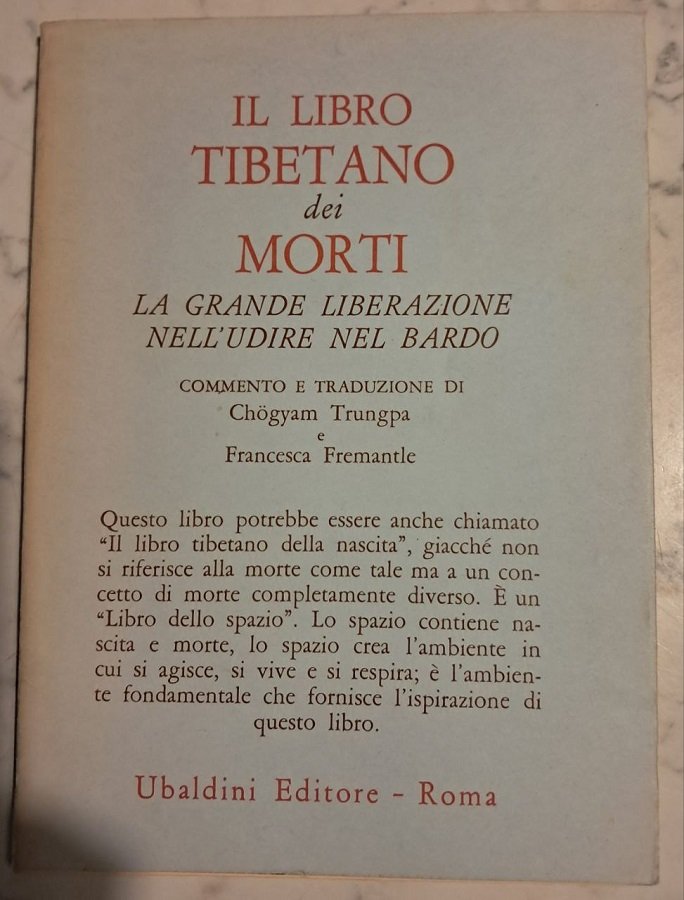 IL LIBRO
TIBETANO
dei
MORTI
LA GRANDE LIBERAZIONE
NELL'UDIRE NEL BARDO
COMMENTO E TRADUZIONE DI
Chögyam Trungpa
e
Francesca Fremantle
Questo libro potrebbe essere anche chiamato
“Il libro tibetano della nascita”, giacché non
si riferisce alla morte come tale ma a un con-
cetto di morte completamente diverso. È un
“Libro dello spazio”. Lo spazio contiene na-
scita e morte, lo spazio crea l'ambiente in
cui si agisce, si vive e si respira; è l'ambien-
te fondamentale che fornisce l'ispirazione di
questo libro.
Ubaldini Editore - Roma